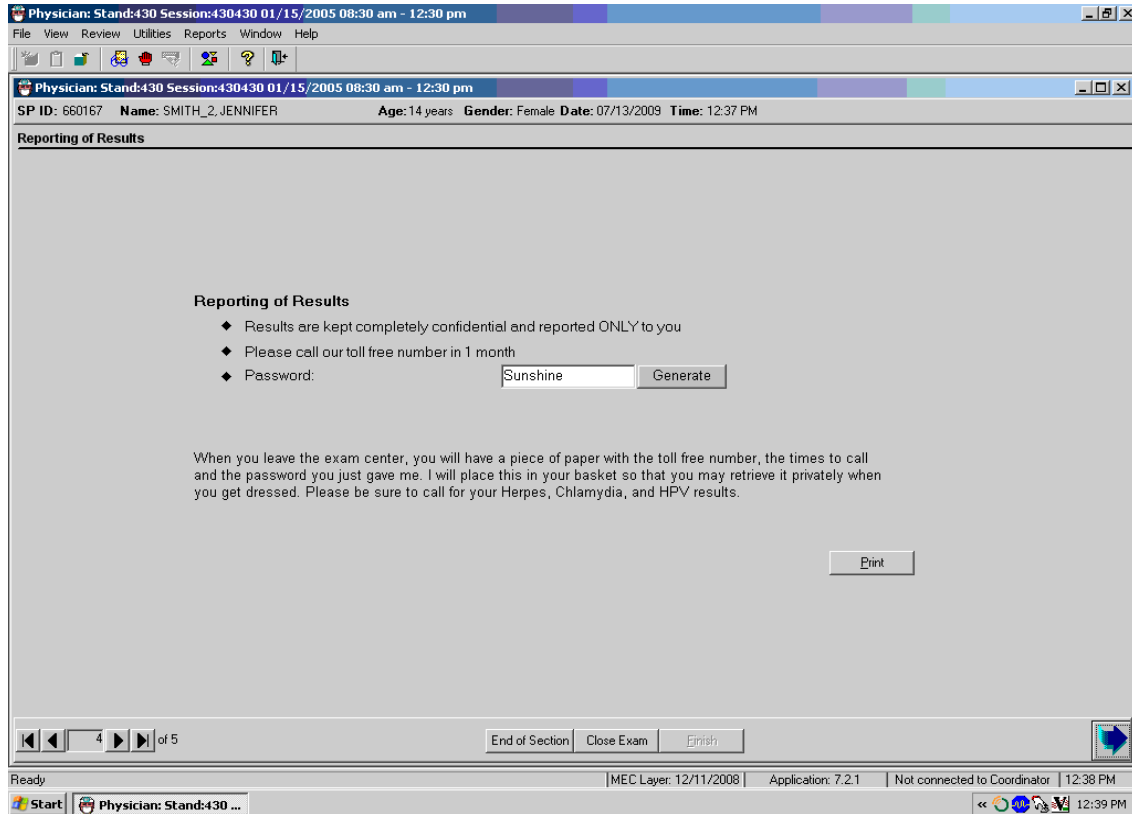 Physician: Stand:430 Session:430430 01/15/2005 08:30 am - 12:30 pm
File View Review Utilities Reports Window Help
Physician: Stand:430 Session:430430 01/15/2005 08:30 am - 12:30 pm
SP ID: 660167 Name: SMITH_2, JENNIFER Age: 14 years Gender: Female Date: 07/13/2009 Time: 12:37 PM
Reporting of Results
Reporting of Results
Results are kept completely confidential and reported ONLY to you
Please call our toll free number in 1 month
Password: Sunshine Generate
When you leave the exam center, you will have a piece of paper with the toll free number, the times to call
and the password you just gave me. I will place this in your basket so that you may retrieve it privately when
you get dressed. Please be sure to call for your Herpes, Chlamydia, and HPV results.
Print
4 of 5 End of Section Close Exam Finish
Ready MEC Layer: 12/11/2008 Application: 7.2.1 Not connected to Coordinator 12:38 PM
Start Physician: Stand:430 ... « 12:39 PM